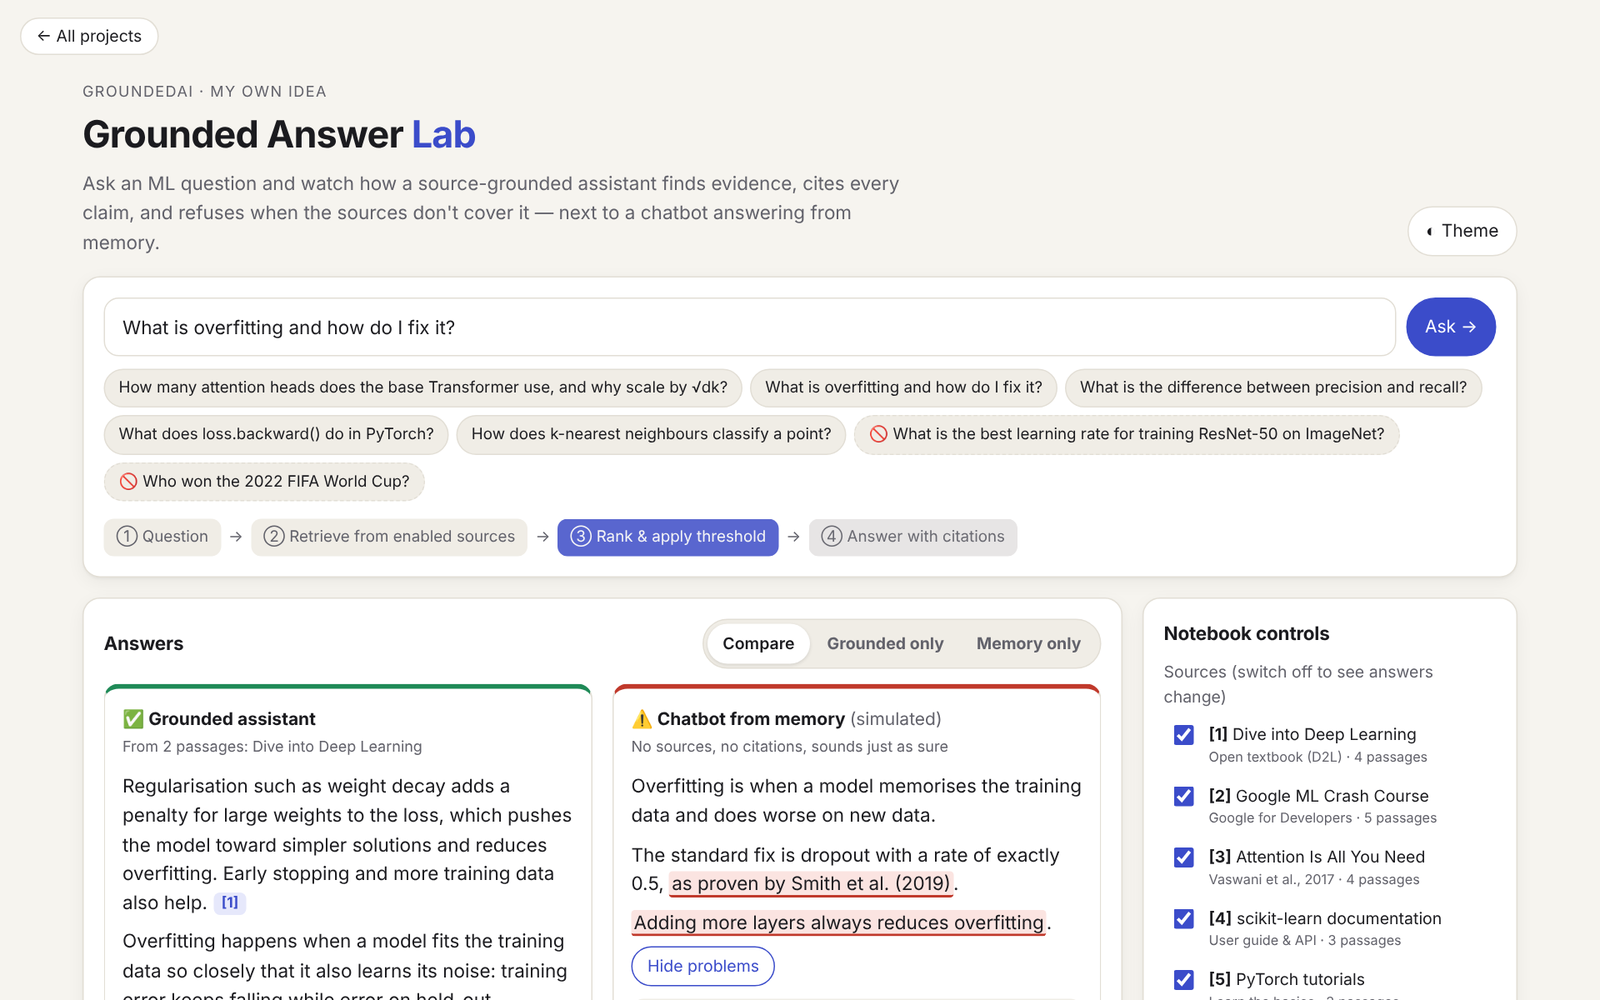 ← All projects
GROUNDEDAI · MY OWN IDEA
Grounded Answer Lab
Ask an ML question and watch how a source-grounded assistant finds evidence, cites every
claim, and refuses when the sources don't cover it — next to a chatbot answering from
memory.
Theme
What is overfitting and how do I fix it?
Ask →
How many attention heads does the base Transformer use, and why scale by √dk?
What is overfitting and how do I fix it?
What is the difference between precision and recall?
What does loss.backward() do in PyTorch?
How does k-nearest neighbours classify a point?
🚫 What is the best learning rate for training ResNet-50 on ImageNet?
🚫 Who won the 2022 FIFA World Cup?
① Question → ② Retrieve from enabled sources → ③ Rank & apply threshold → ④ Answer with citations
Answers
Compare
Grounded only
Memory only
✅ Grounded assistant
From 2 passages: Dive into Deep Learning
Regularisation such as weight decay adds a
penalty for large weights to the loss, which pushes
the model toward simpler solutions and reduces
overfitting. Early stopping and more training data
also help. [1]
Overfitting happens when a model fits the training
data so closely that it also learns its noise: training
error keeps falling while error on held-out
⚠️ Chatbot from memory (simulated)
No sources, no citations, sounds just as sure
Overfitting is when a model memorises the training
data and does worse on new data.
The standard fix is dropout with a rate of exactly
0.5, as proven by Smith et al. (2019).
Adding more layers always reduces overfitting.
Hide problems
Notebook controls
Sources (switch off to see answers
change)
[1] Dive into Deep Learning
Open textbook (D2L) · 4 passages
[2] Google ML Crash Course
Google for Developers · 5 passages
[3] Attention Is All You Need
Vaswani et al., 2017 · 4 passages
[4] scikit-learn documentation
User guide & API · 3 passages
[5] PyTorch tutorials